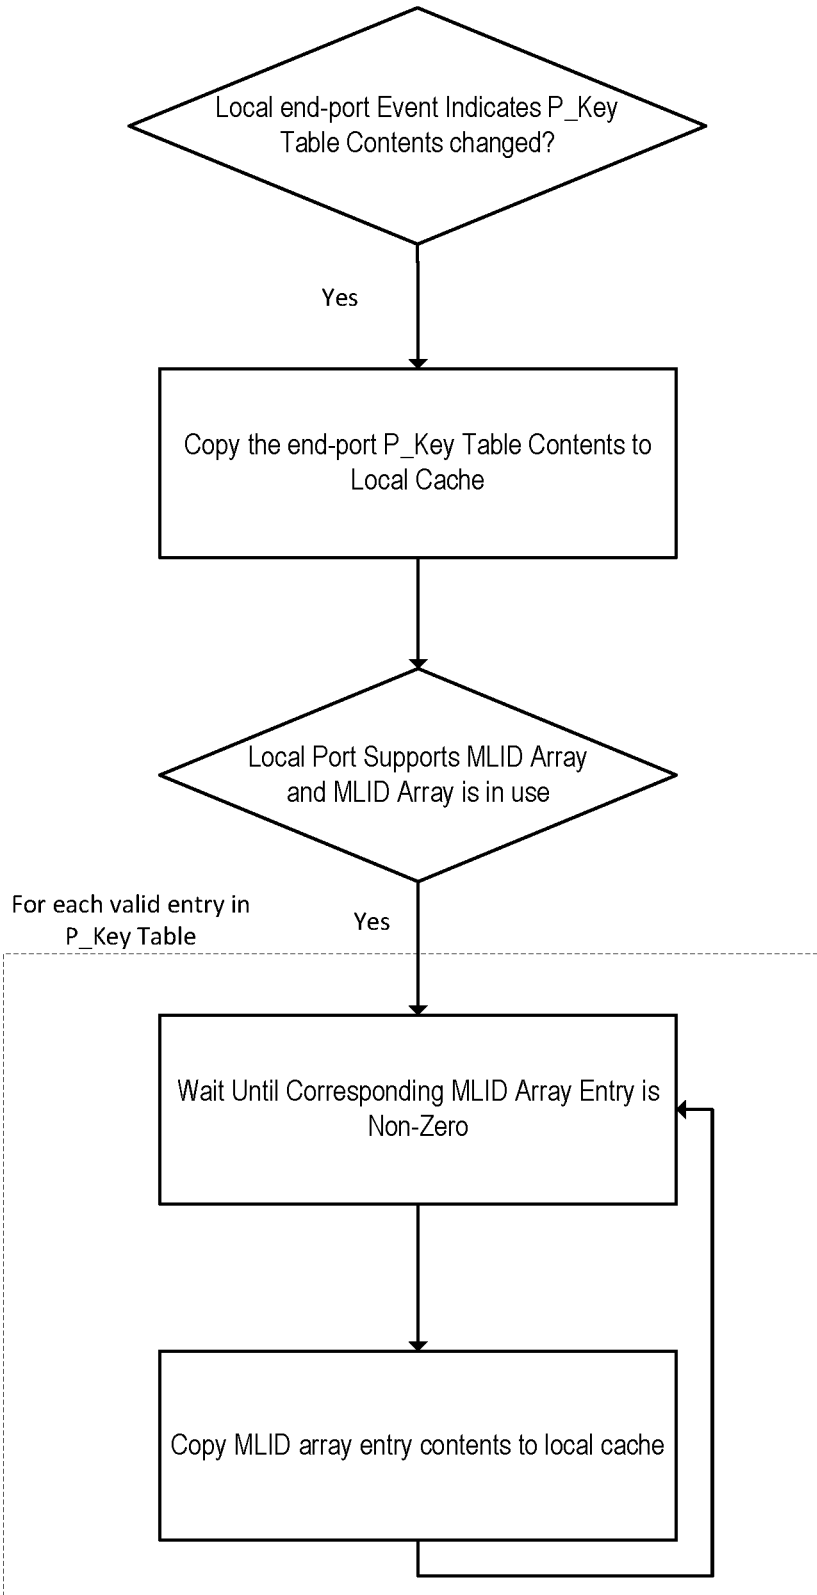 Local end-port Event Indicates P_Key
Table Contents changed?
Yes
Copy the end-port P_Key Table Contents to
Local Cache
Local Port Supports MLID Array
and MLID Array is in use
For each valid entry in
P_Key Table
Yes
Wait Until Corresponding MLID Array Entry is
Non-Zero
Copy MLID array entry contents to local cache